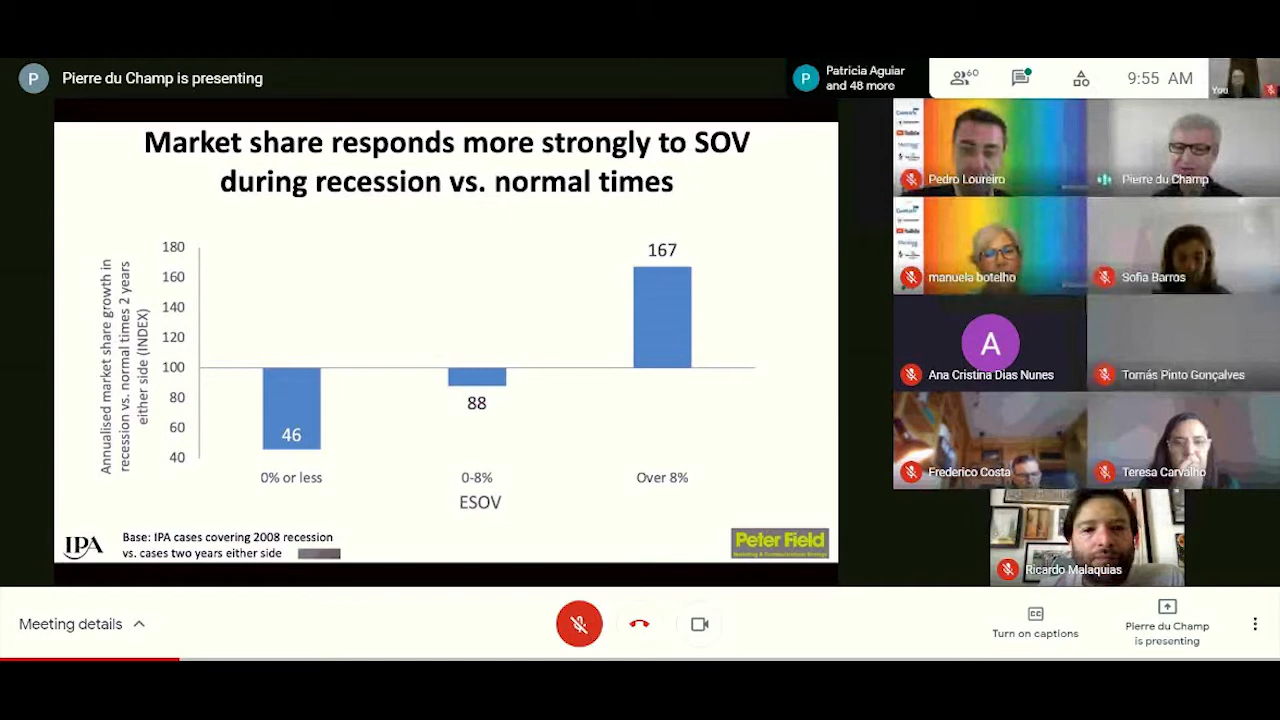 P
Pierre du Champ is presenting
P
Patricia Aguiar
and 48 more
60
9:55 AM
You
Market share responds more strongly to SOV
during recession vs. normal times
Annualised market share growth in
recession vs. normal times 2 years
either side (INDEX)
180
160
140
120
100
80
60
40
46
88
167
0% or less
0-8%
Over 8%
ESOV
IPA
Base: IPA cases covering 2008 recession
vs. cases two years either side
Peter Field
Pedro Loureiro
Pierre du Champ
manuela botelho
Sofia Barros
A
Ana Cristina Dias Nunes
Tomás Pinto Gonçalves
Frederico Costa
Teresa Carvalho
Ricardo Malaquias
Meeting details
CC
Turn on captions
Pierre du Champ
is presenting